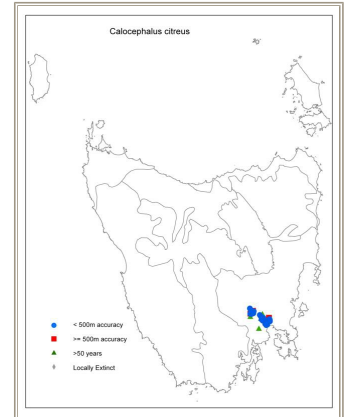 Calocephalus citreus
< 500m accuracy
>= 500m accuracy
>50 years
Locally Extinct